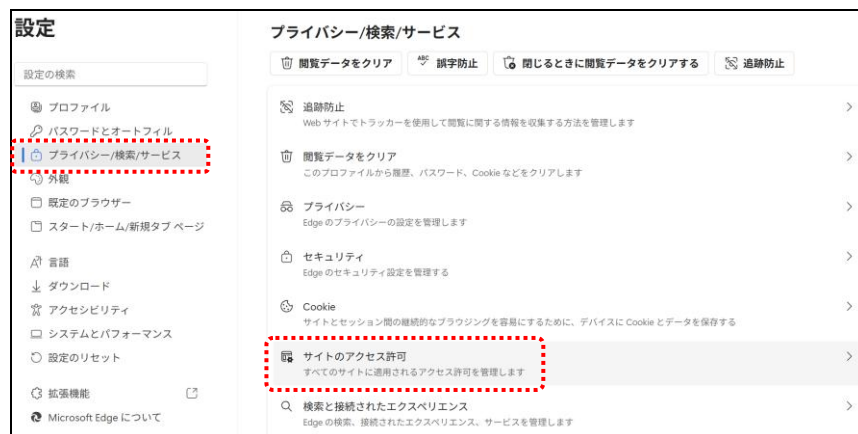 設定
設定の検索
プロファイル
パスワードとオートフィル
プライバシー/検索/サービス
外観
既定のブラウザー
スタート/ホーム/新規タブ ページ
言語
ダウンロード
アクセシビリティ
システムとパフォーマンス
設定のリセット
拡張機能
Microsoft Edge について
プライバシー/検索/サービス
閲覧データをクリア
ABC 誤字防止
閉じるときに閲覧データをクリアする
追跡防止
追跡防止
Web サイトでトラッカーを使用して閲覧に関する情報を収集する方法を管理します
閲覧データをクリア
このプロファイルから履歴、パスワード、Cookie などをクリアします
プライバシー
Edge のプライバシーの設定を管理します
セキュリティ
Edge のセキュリティ設定を管理する
Cookie
サイトとセッション間の継続的なブラウジングを容易にするために、デバイスに Cookie とデータを保存する
サイトのアクセス許可
すべてのサイトに適用されるアクセス許可を管理します
検索と接続されたエクスペリエンス
Edge の検索、接続されたエクスペリエンス、サービスを管理します